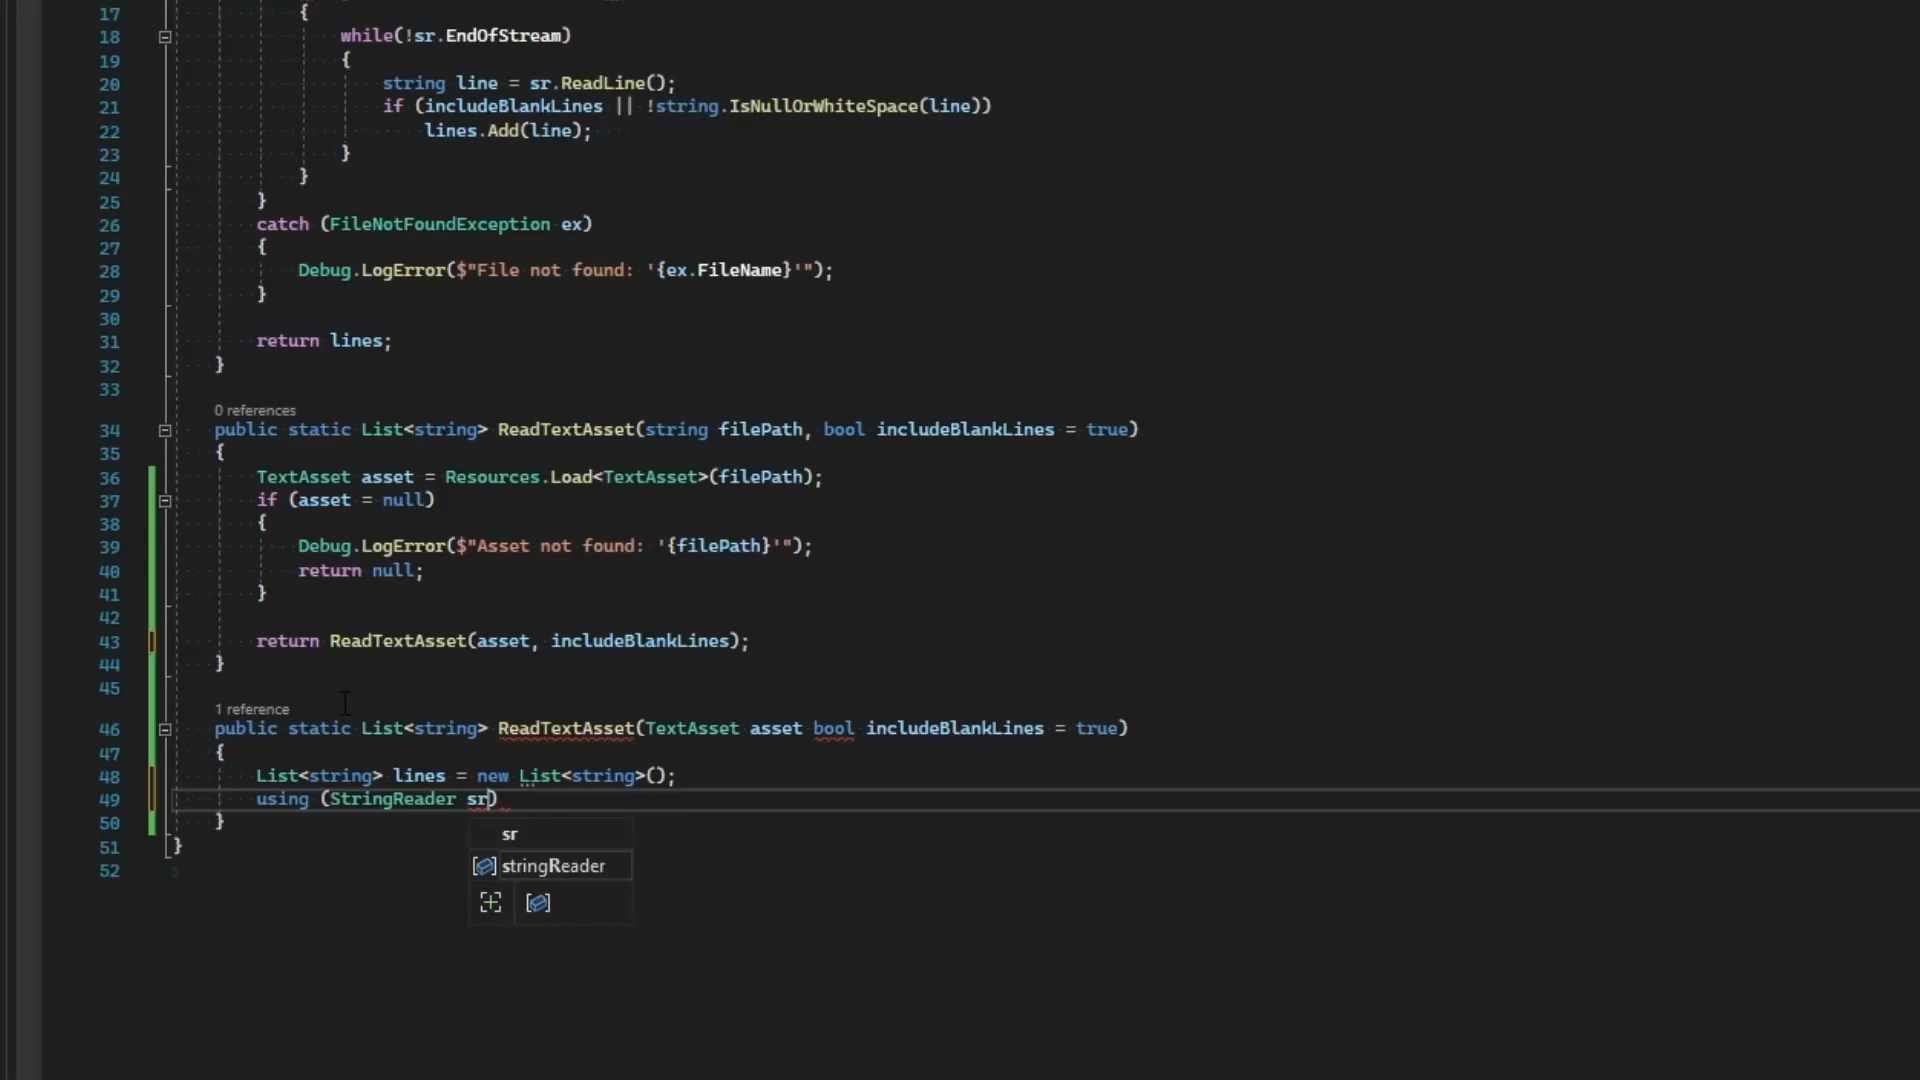 17 {
18 while(!sr.EndOfStream)
19 {
20 string line = sr.ReadLine();
21 if (includeBlankLines || !string.IsNullOrWhiteSpace(line))
22 lines.Add(line);
23 }
24 }
25 }
26 catch (FileNotFoundException ex)
27 {
28 Debug.LogError($"File not found: '{ex.FileName}'");
29 }
30
31 return lines;
32 }
33
0 references
34 public static List<string> ReadTextAsset(string filePath, bool includeBlankLines = true)
35 {
36 TextAsset asset = Resources.Load<TextAsset>(filePath);
37 if (asset = null)
38 {
39 Debug.LogError($"Asset not found: '{filePath}'");
40 return null;
41 }
42
43 return ReadTextAsset(asset, includeBlankLines);
44 }
45
1 reference
46 public static List<string> ReadTextAsset(TextAsset asset bool includeBlankLines = true)
47 {
48 List<string> lines = new List<string>();
49 using (StringReader sr)
50 }
51 }
52
sr
stringReader